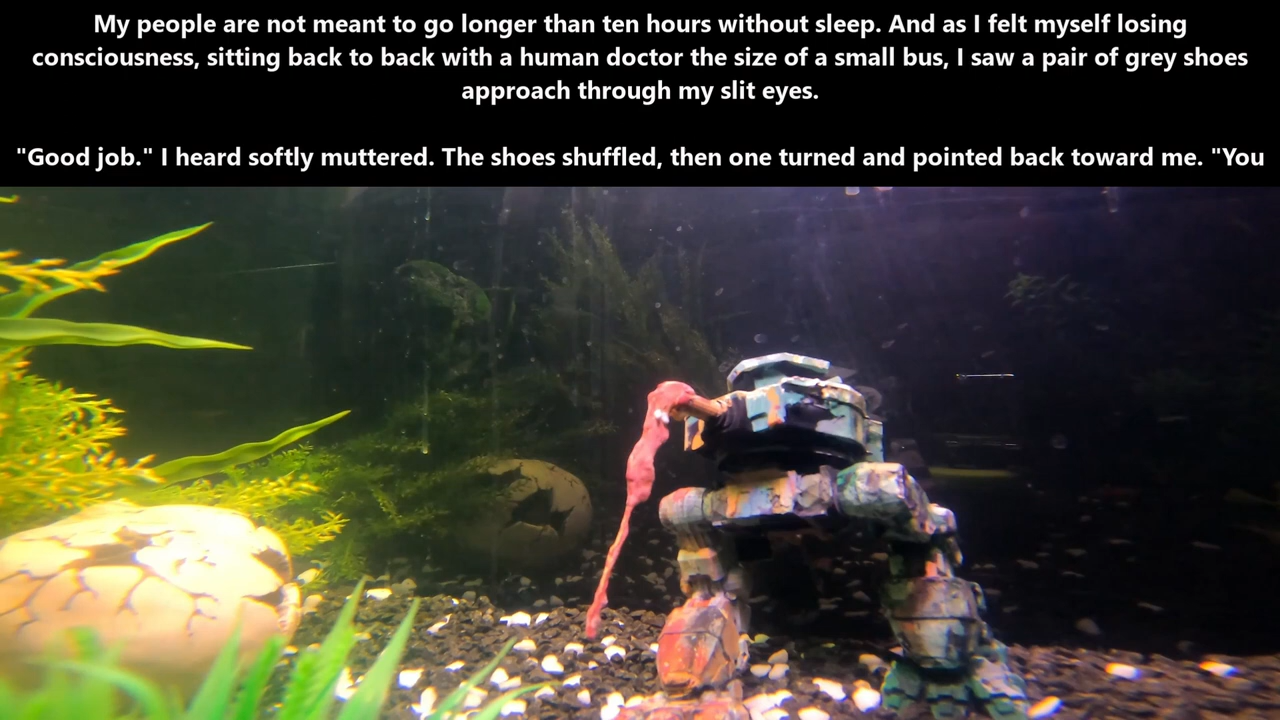 My people are not meant to go longer than ten hours without sleep. And as I felt myself losing
consciousness, sitting back to back with a human doctor the size of a small bus, I saw a pair of grey shoes
approach through my slit eyes.
"Good job." I heard softly muttered. The shoes shuffled, then one turned and pointed back toward me. "You